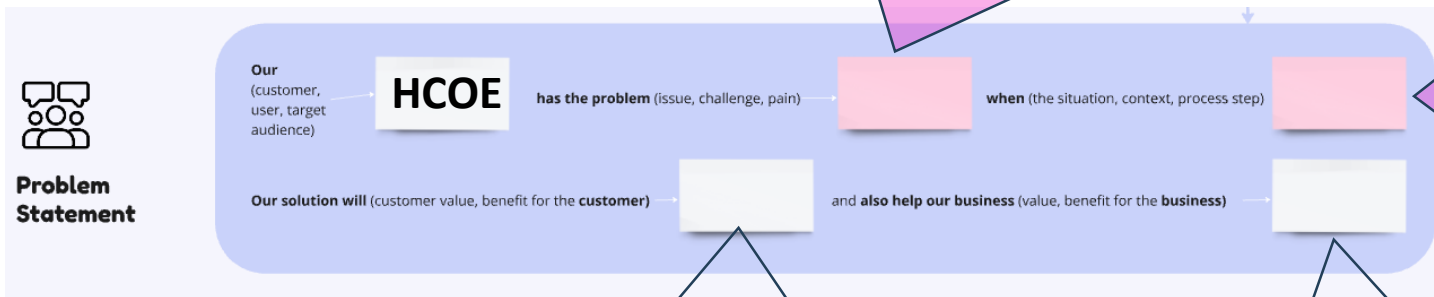 Our
(customer,
user, target
audience)
HCOE
has the problem (issue, challenge, pain)
when (the situation, context, process step)
Problem
Statement
Our solution will (customer value, benefit for the customer)
and also help our business (value, benefit for the business)